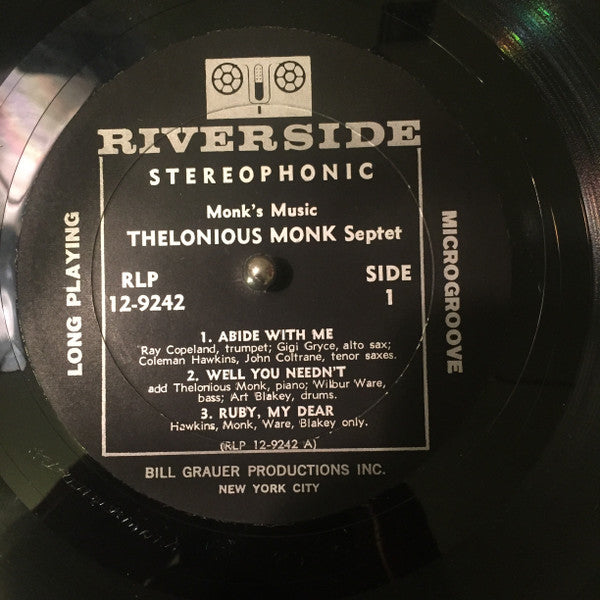 RIVERSIDE
STEREOPHONIC
Monk's Music
THELONIOUS MONK Septet
LONG PLAYING
RLP
12-9242
SIDE
1
MICROGROOVE
1. ABIDE WITH ME
Ray Copeland, trumpet; Gigi Gryce, alto sax;
Coleman Hawkins, John Coltrane, tenor saxes.
2. WELL YOU NEEDN'T
add Thelonious Monk, piano; Wilbur Ware,
bass; Art Blakey, drums.
3. RUBY, MY DEAR
Hawkins, Monk, Ware, Blakey only.
(RLP 12-9242 A)
BILL GRAUER PRODUCTIONS INC.
NEW YORK CITY